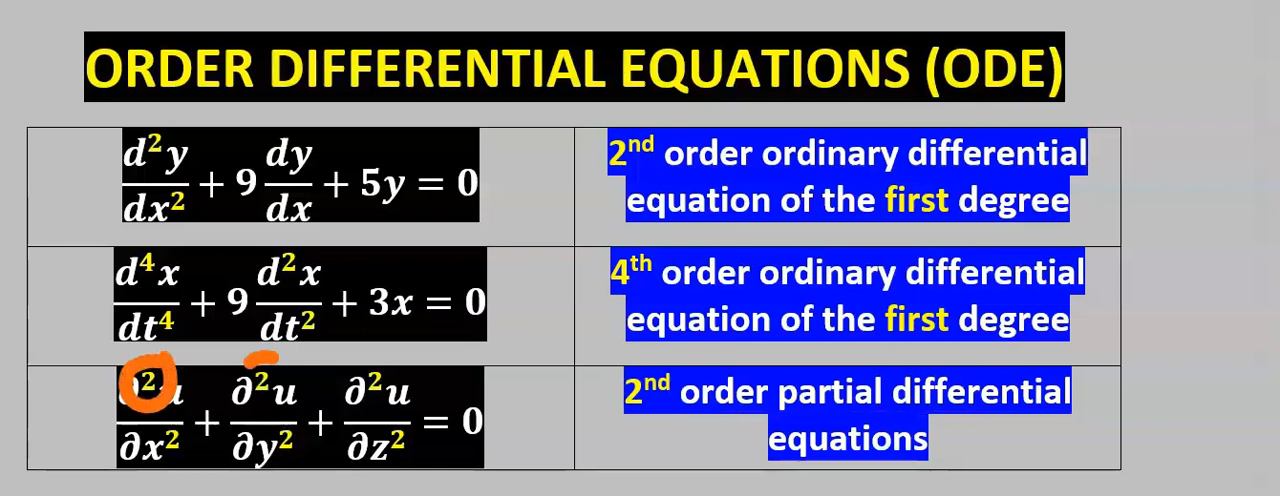 ORDER DIFFERENTIAL EQUATIONS (ODE)
d²y/dx² + 9 dy/dx + 5y = 0
2nd order ordinary differential
equation of the first degree
d⁴x/dt⁴ + 9 d²x/dt² + 3x = 0
4th order ordinary differential
equation of the first degree
∂²u/∂x² + ∂²u/∂y² + ∂²u/∂z² = 0
2nd order partial differential
equations